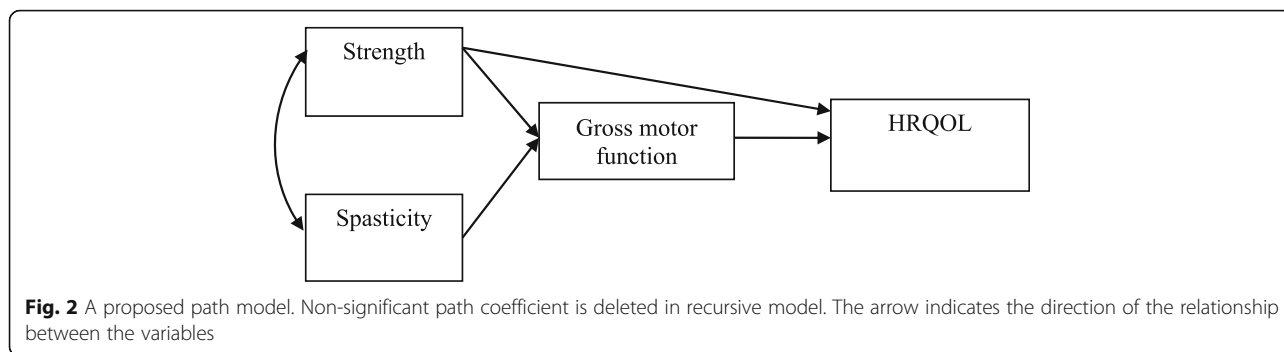 Strength
Gross motor
function
HRQOL
Spasticity
Fig. 2 A proposed path model. Non-significant path coefficient is deleted in recursive model. The arrow indicates the direction of the relationship
between the variables